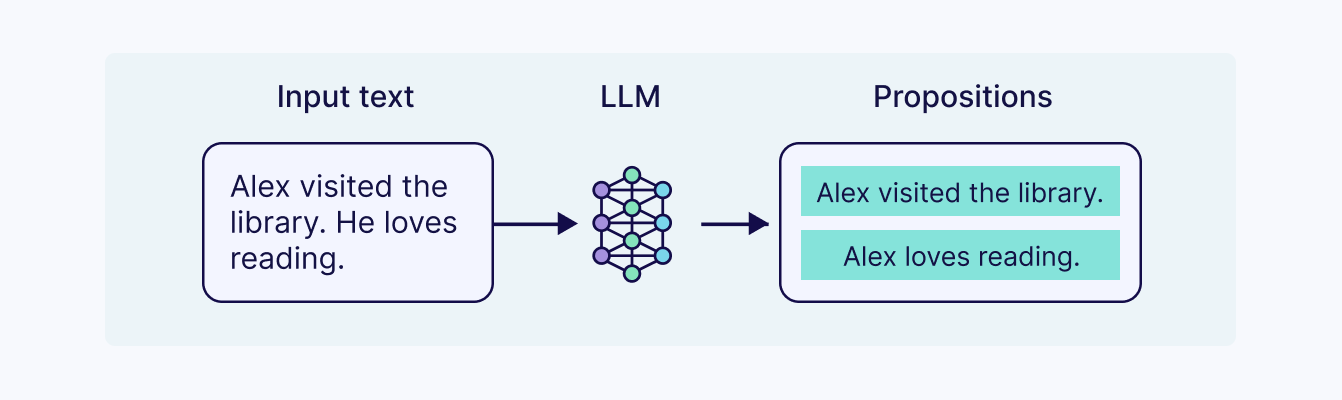 Input text
LLM
Propositions
Alex visited the
library. He loves
reading.
Alex visited the library.
Alex loves reading.